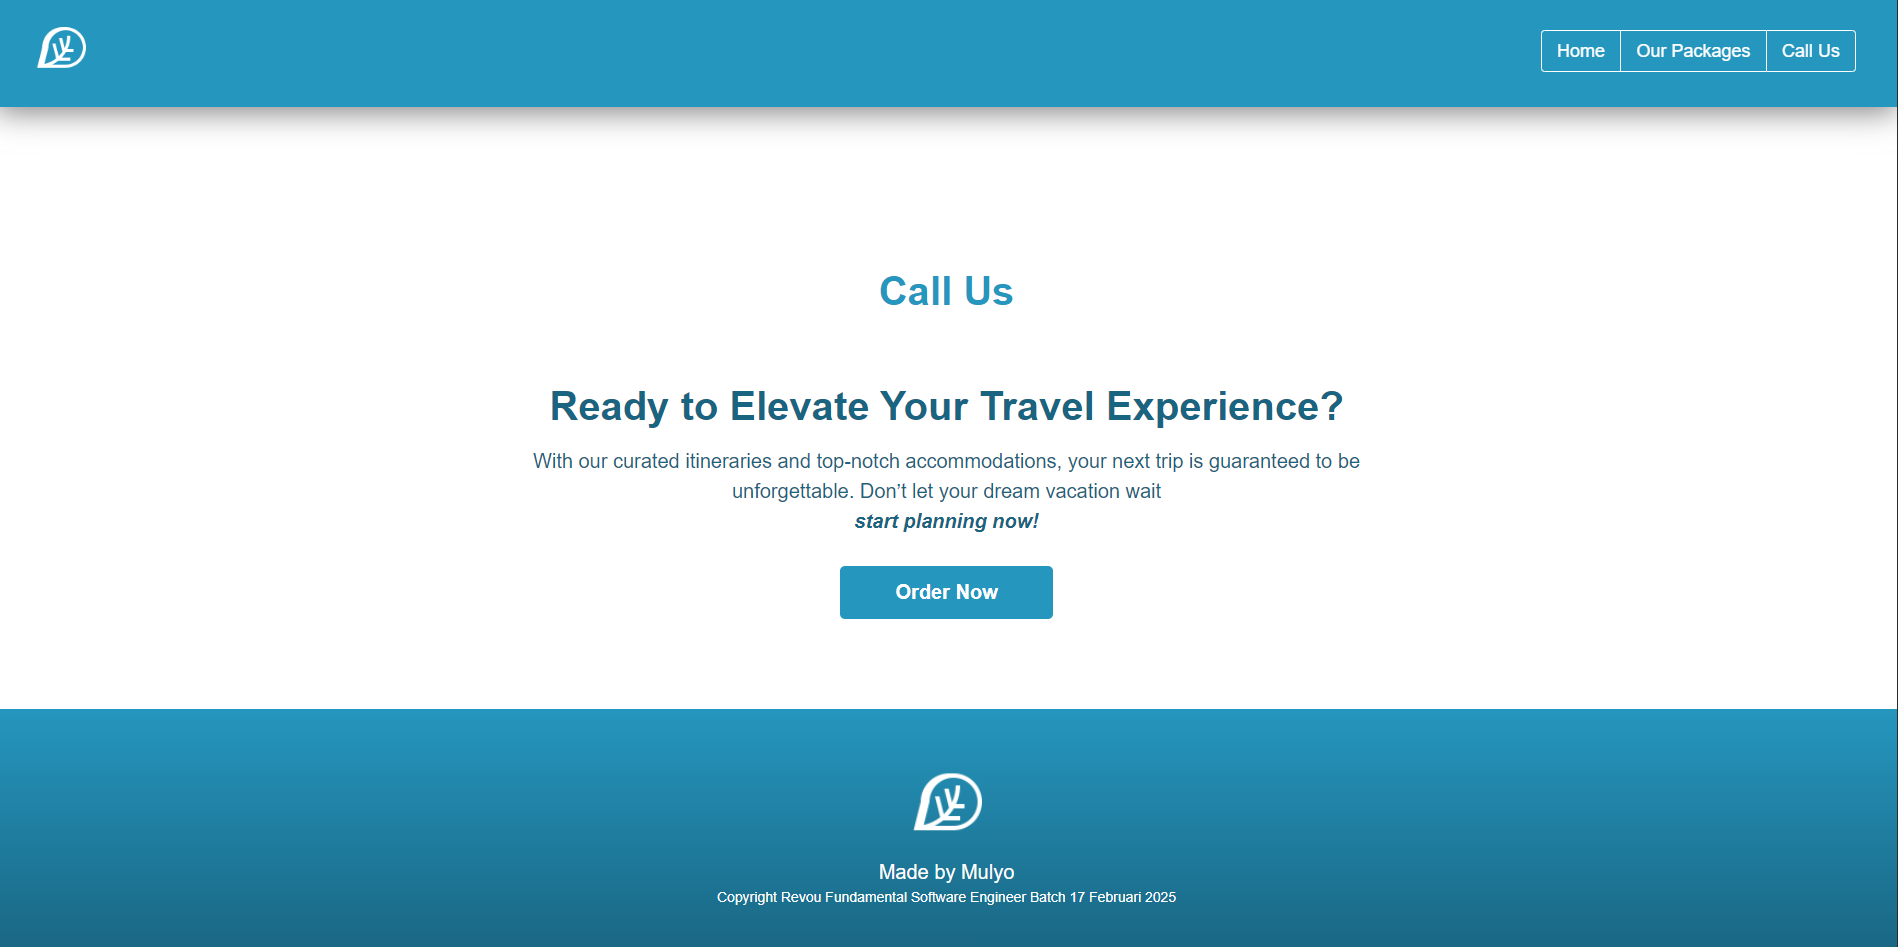 Home
Our Packages
Call Us
Call Us
Ready to Elevate Your Travel Experience?
With our curated itineraries and top-notch accommodations, your next trip is guaranteed to be
unforgettable. Don’t let your dream vacation wait
start planning now!
Order Now
Made by Mulyo
Copyright Revou Fundamental Software Engineer Batch 17 Februari 2025